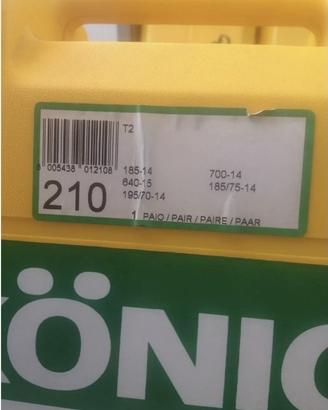 T2
8 005438 012108
185-14 700-14
640-15 185/75-14
195/70-14
210
1 PAIO / PAIR / PAIRE / PAAR
KÖNIG